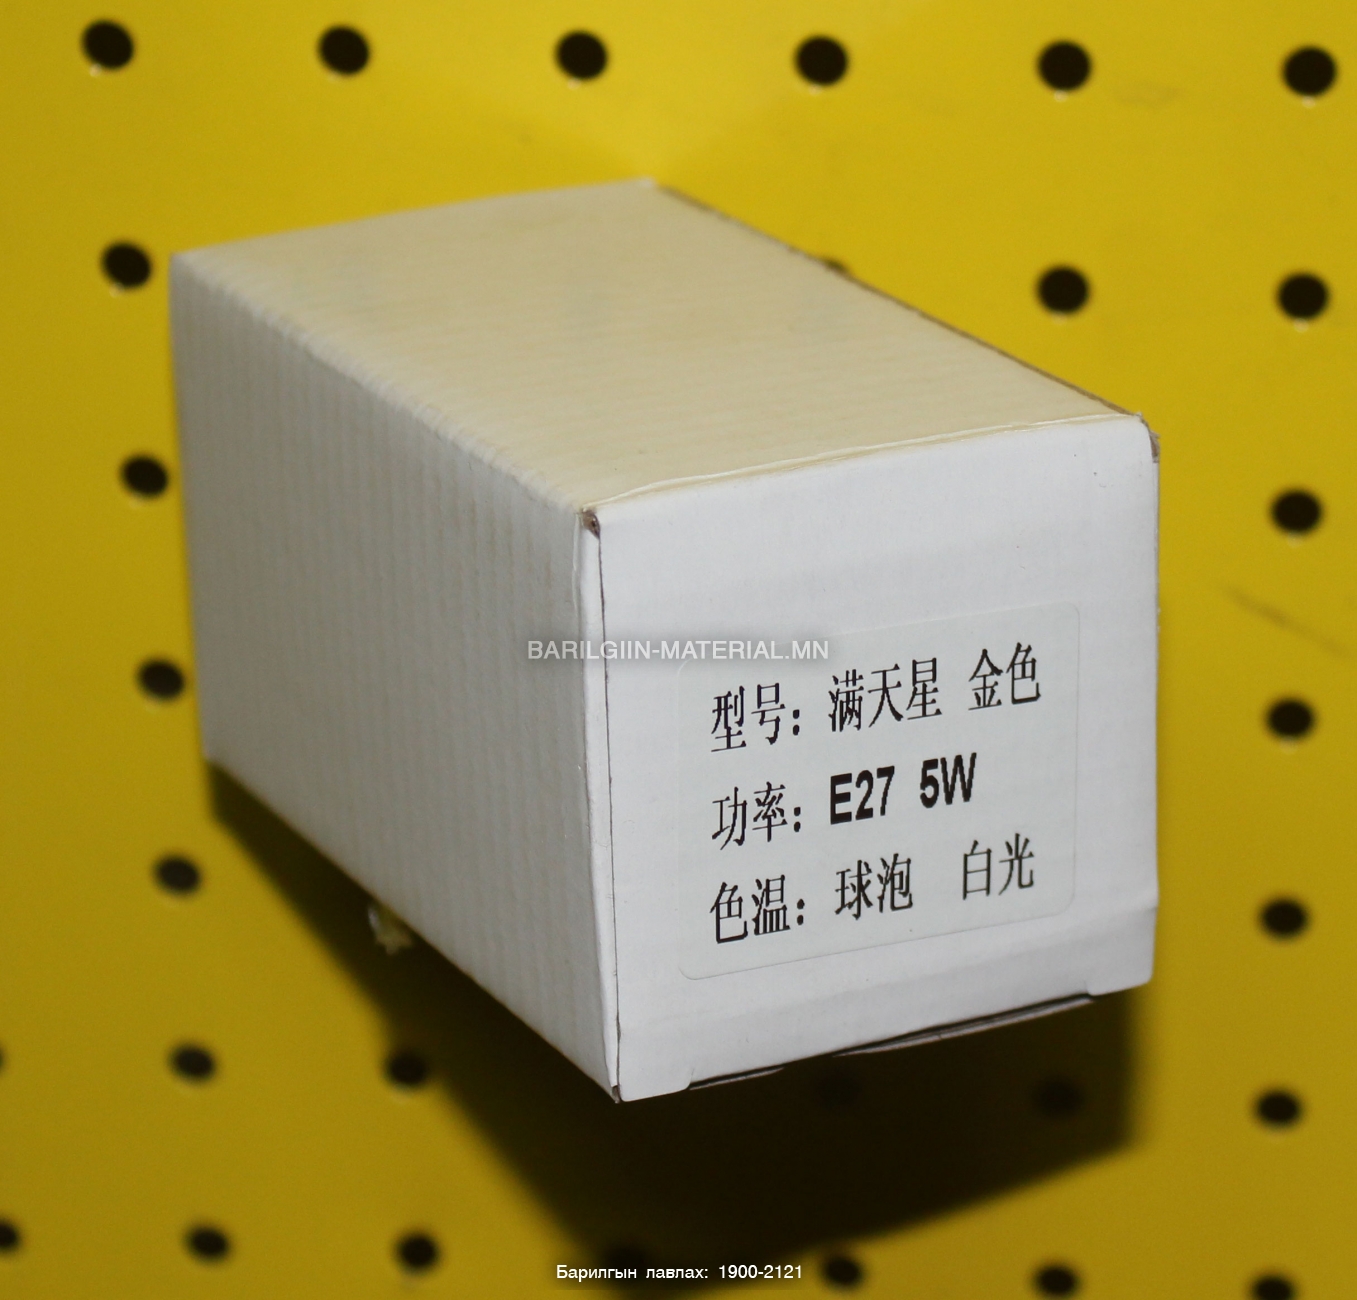 BARILGIIN-MATERIAL.MN
型号: 满天星 金色
功率: E27 5W
色温: 球泡 白光
Барилгын лавлах: 1900-2121